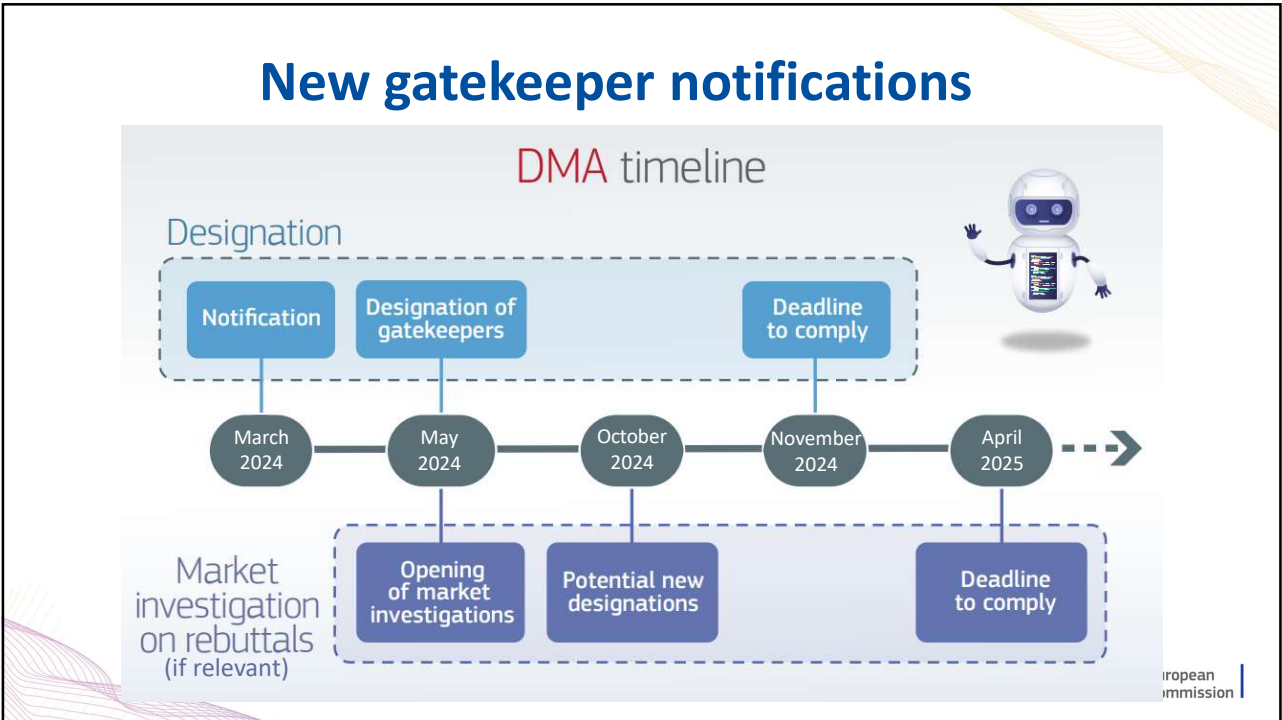 New gatekeeper notifications
DMA timeline
Designation
Notification
Designation of
gatekeepers
Deadline
to comply
March
2024
May
2024
October
2024
November
2024
April
2025
Market
investigation
on rebuttals
(if relevant)
Opening
of market
investigations
Potential new
designations
Deadline
to comply